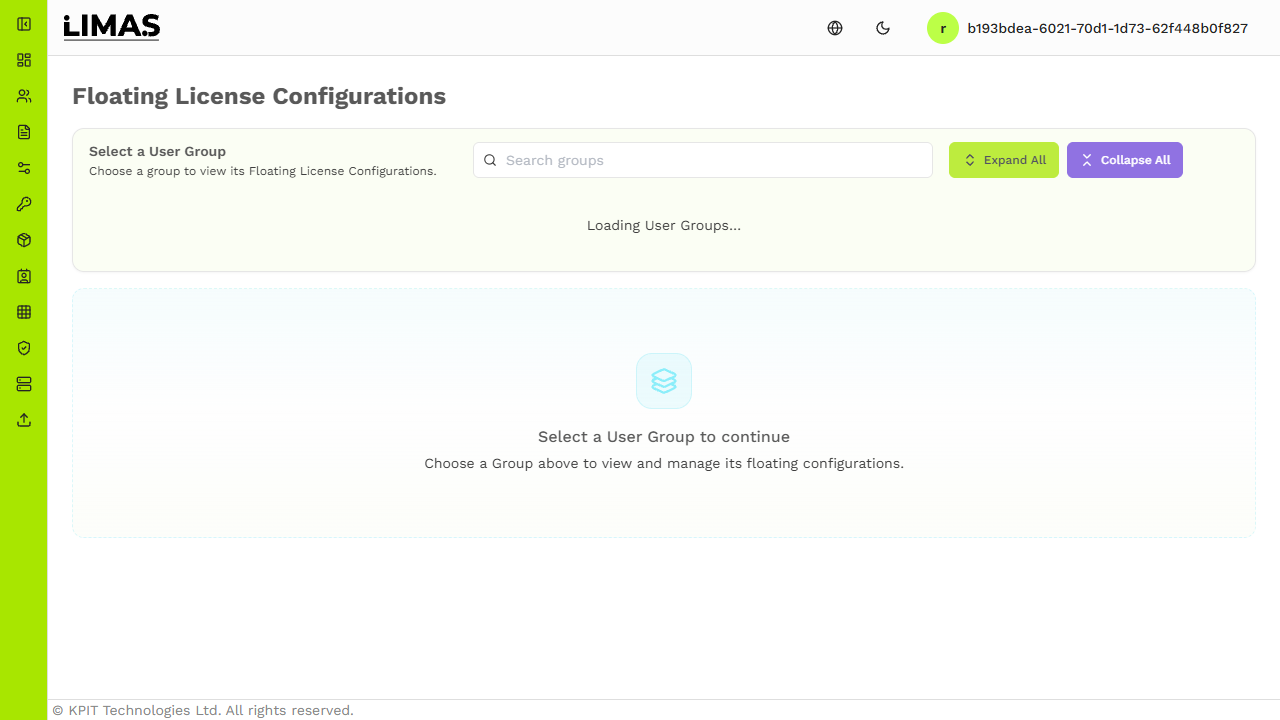 LIMAS
r
b193bdea-6021-70d1-1d73-62f448b0f827
Floating License Configurations
Select a User Group
Choose a group to view its Floating License Configurations.
Search groups
Expand All
Collapse All
Loading User Groups...
Select a User Group to continue
Choose a Group above to view and manage its floating configurations.
© KPIT Technologies Ltd. All rights reserved.